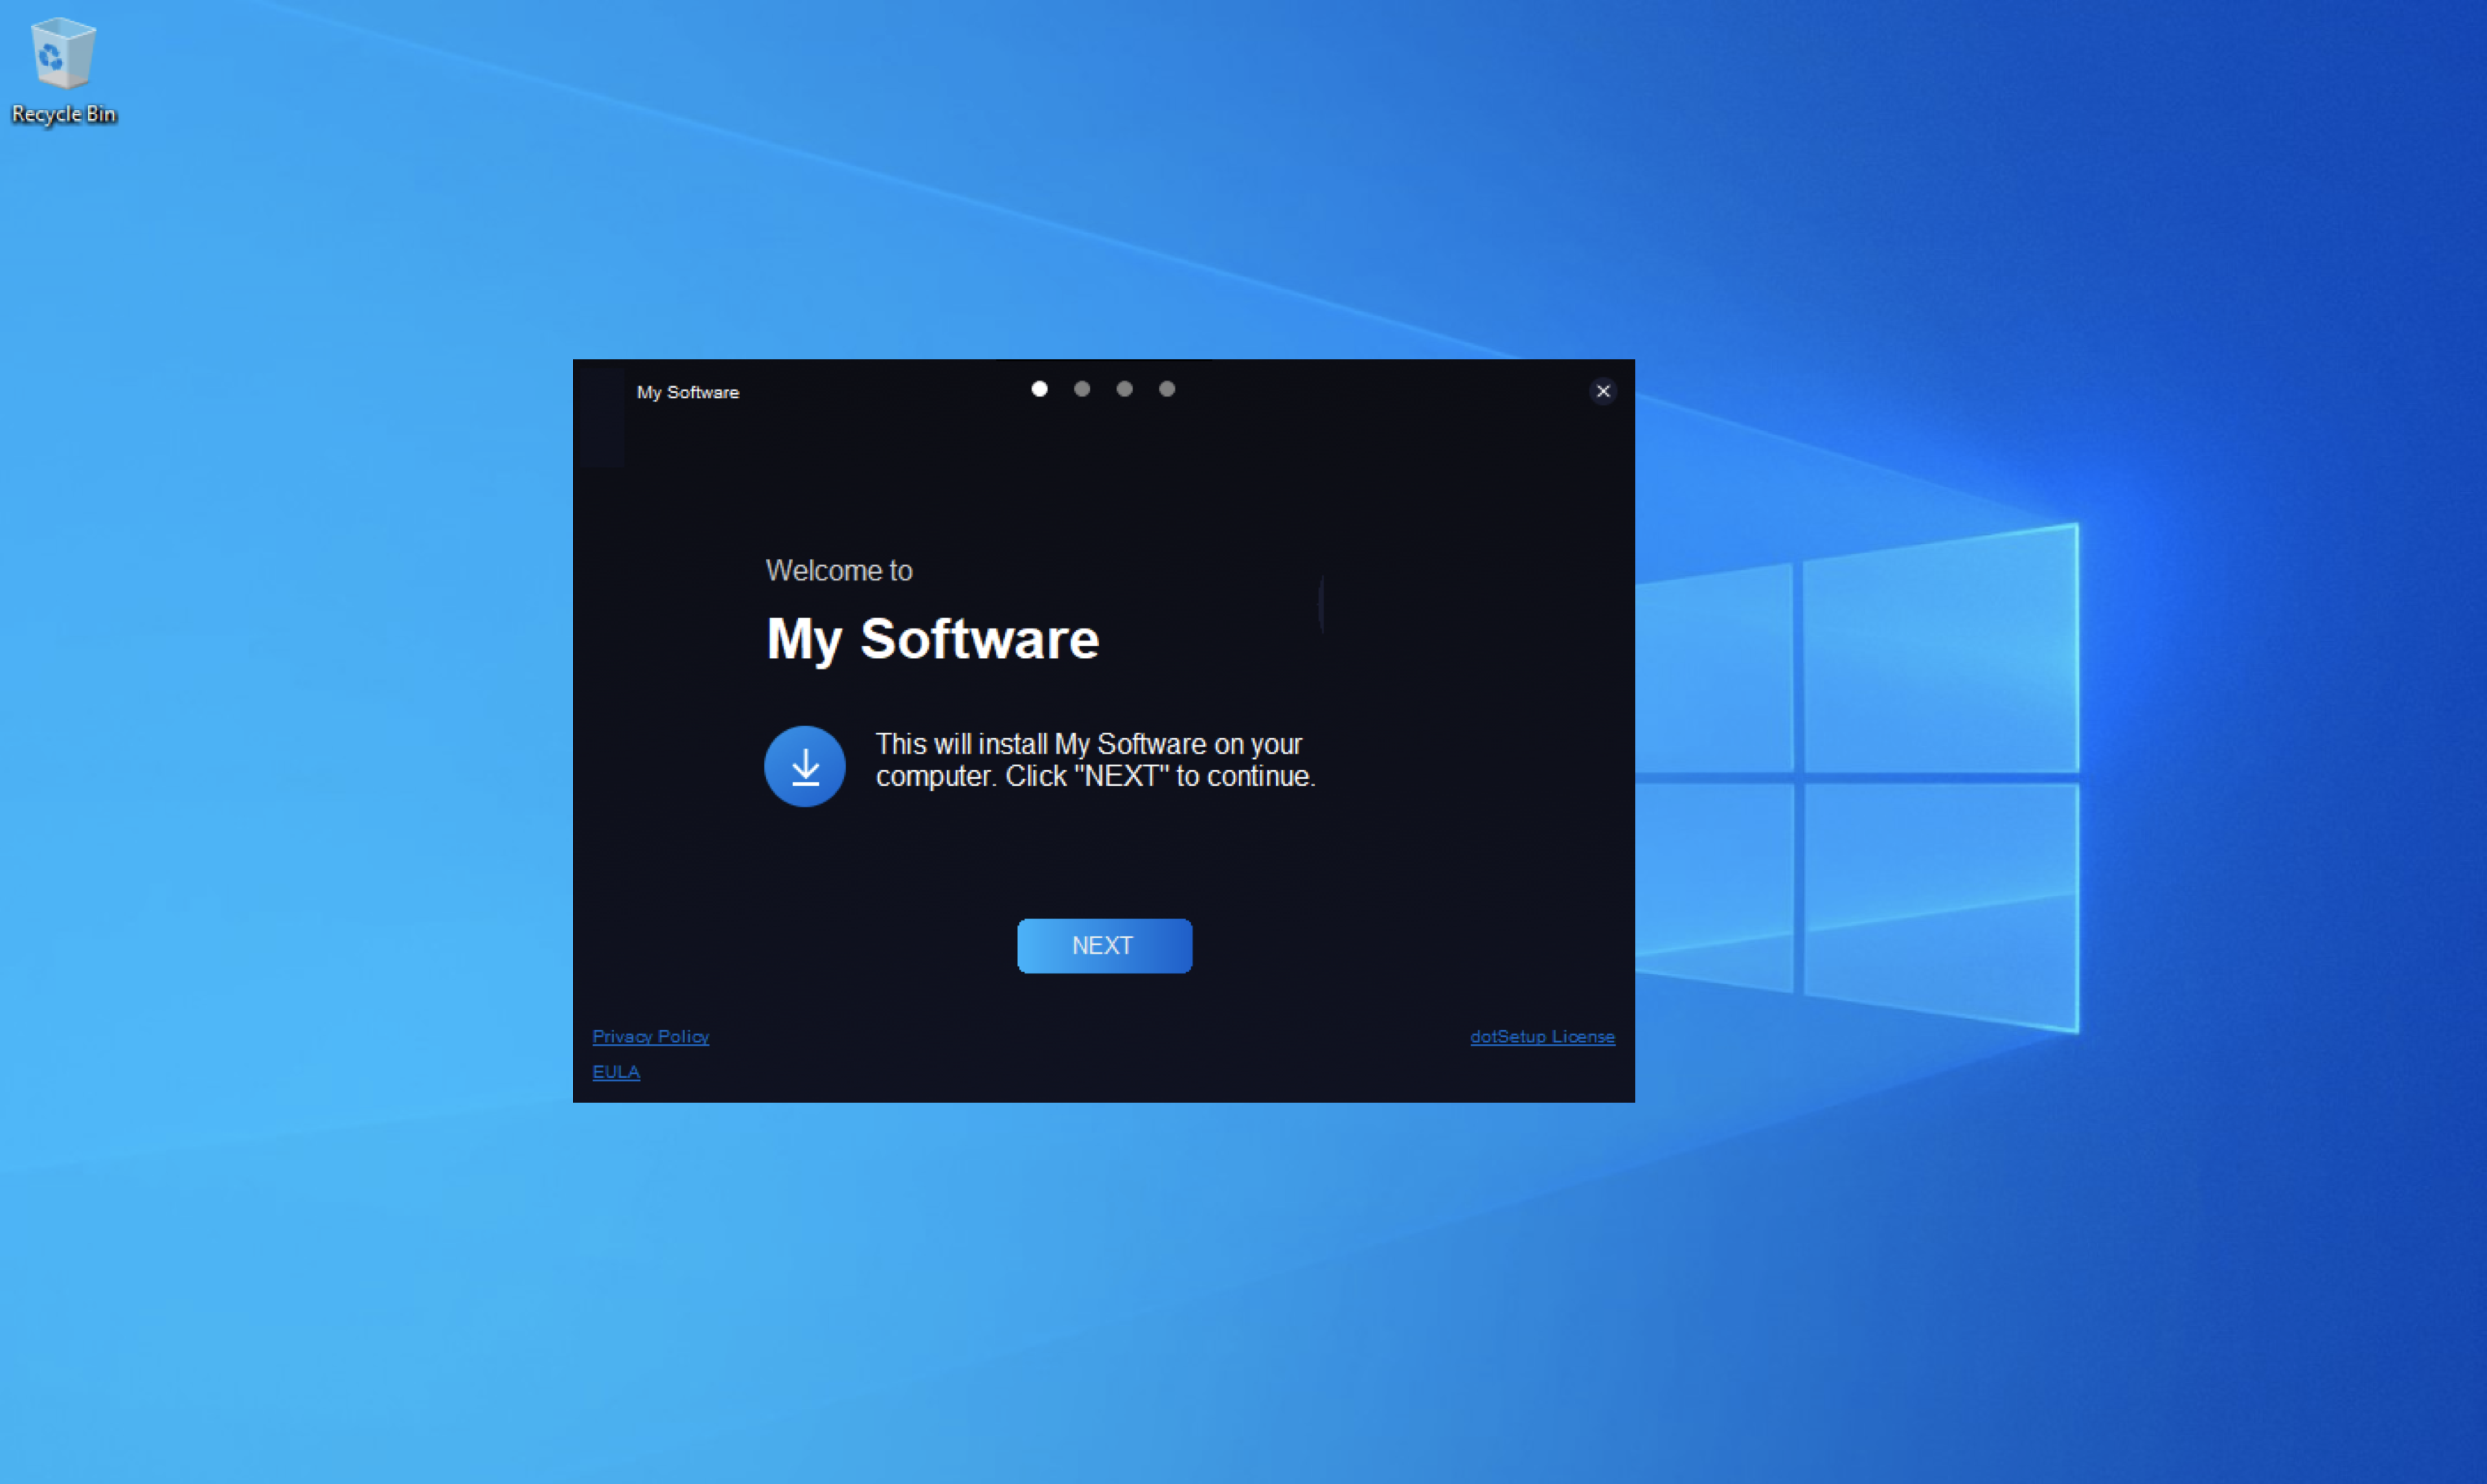 Recycle Bin
My Software
Welcome to
My Software
This will install My Software on your
computer. Click "NEXT" to continue.
NEXT
Privacy Policy
dotSetup License
EULA